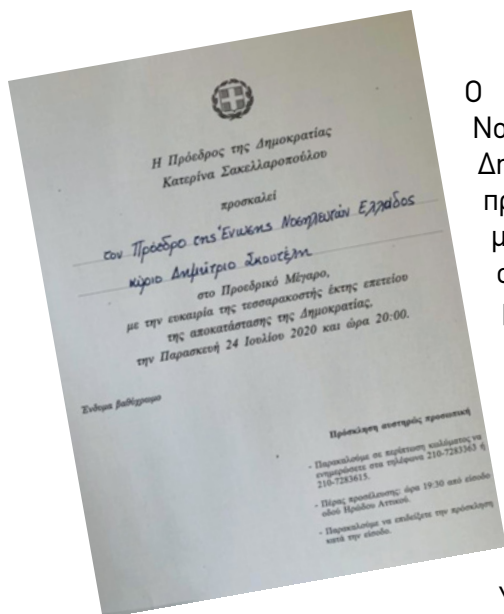 Η Πρόεδρος της Δημοκρατίας
Κατερίνα Σακελλαροπούλου
προσκαλεί
τον Πρόεδρο της Ένωσης Νοσηλευτών Ελλάδος
κύριο Δημήτριο Σκουτέλη
στο Προεδρικό Μέγαρο,
με την ευκαιρία της τεσσαρακοστής έκτης επετείου
της αποκατάστασης της Δημοκρατίας,
την Παρασκευή 24 Ιουλίου 2020 και ώρα 20:00.
Ένδυμα βαθύχρωμο
Πρόσκληση αυστηρώς προσωπική
- Παρακαλούμε σε περίπτωση κωλύματος να
ενημερώσετε στα τηλέφωνα 210-7283363 ή
210-7283615.
- Πέρας προσέλευσης: ώρα 19:30 από είσοδο
οδού Ηρώδου Αττικού.
- Παρακαλούμε να επιδείξετε την πρόσκληση
κατά την είσοδο.
Ο
Νο